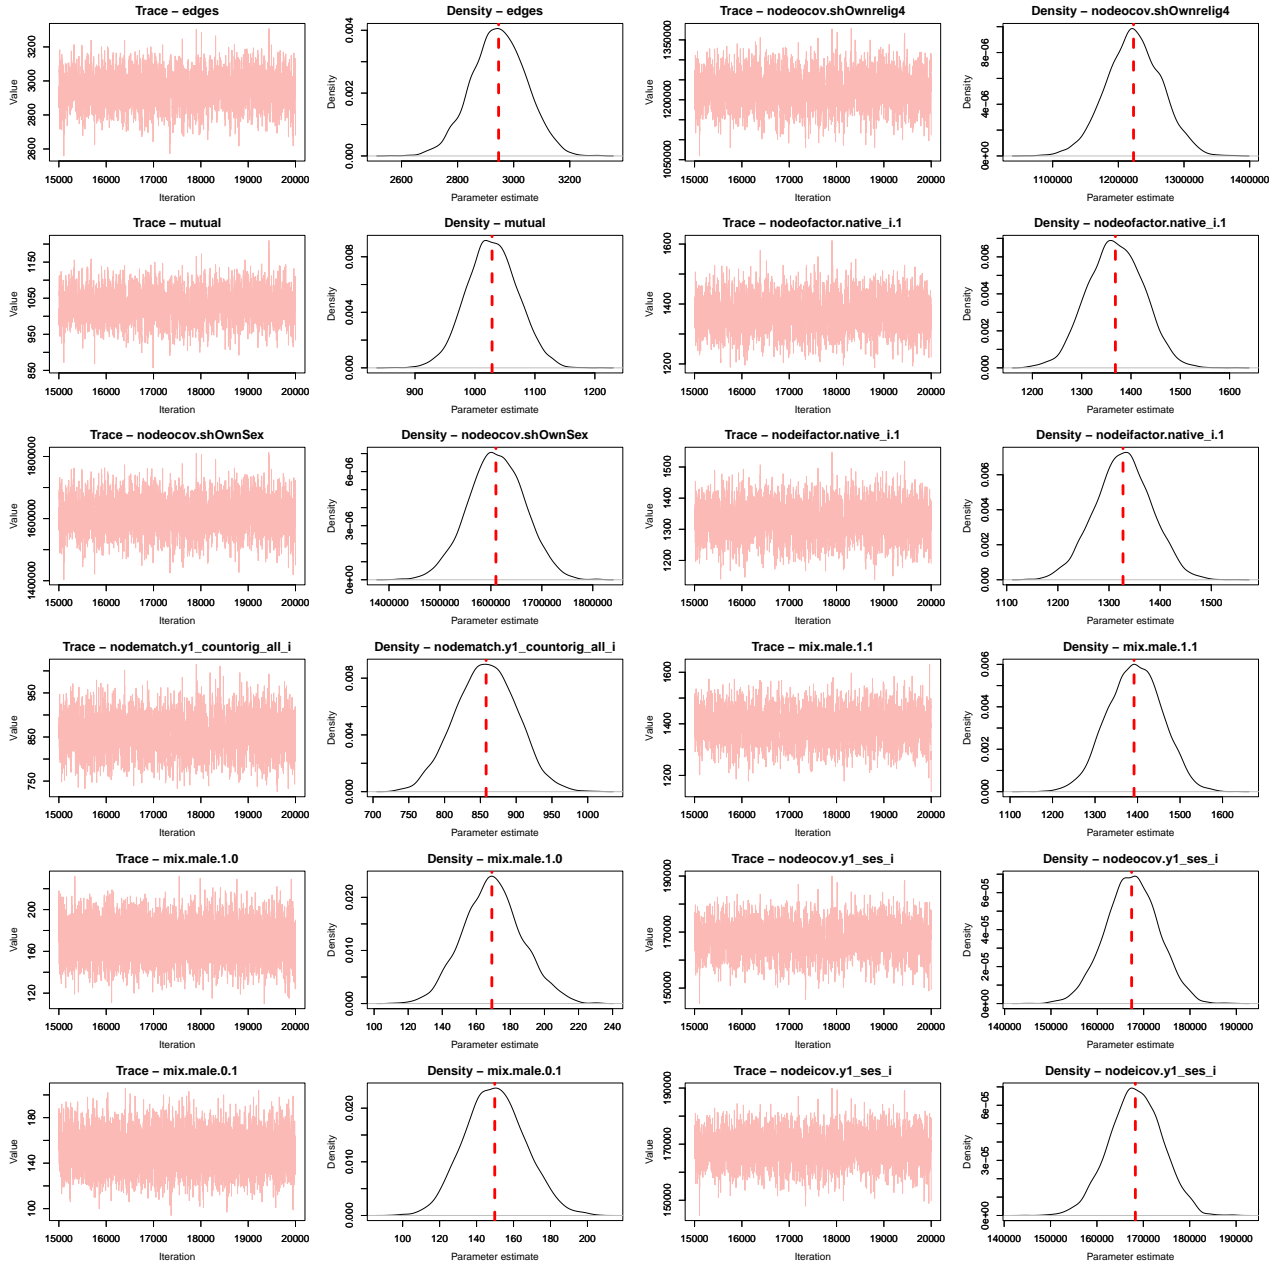 Trace − edges
Value
2600 2800 3000 3200
15000 16000 17000 18000 19000 20000
Iteration
Density − edges
Density
0.000 0.002 0.004
2600 2800 3000 3200
Parameter estimate
Trace − nodeocov.shOwnrelig4
Value
1050000 1200000 1350000
15000 16000 17000 18000 19000 20000
Iteration
Density − nodeocov.shOwnrelig4
Density
0e+00 4e−06 8e−06
1100000 1200000 1300000 1400000
Parameter estimate
Trace − mutual
Value
850 950 1050 1150
15000 16000 17000 18000 19000 20000
Iteration
Density − mutual
Density
0.000 0.004 0.008
900 1000 1100 1200
Parameter estimate
Trace − nodeofactor.native_i.1
Value
1200 1400 1600
15000 16000 17000 18000 19000 20000
Iteration
Density − nodeofactor.native_i.1
Density
0.000 0.002 0.004 0.006
1200 1300 1400 1500 1600
Parameter estimate
Trace − nodeocov.shOwnSex
Value
1400000 1600000 1800000
15000 16000 17000 18000 19000 20000
Iteration
Density − nodeocov.shOwnSex
Density
0e+00 3e−06 6e−06
1400000 1500000 1600000 1700000 1800000
Parameter estimate
Trace − nodeifactor.native_i.1
Value
1200 1300 1400 1500
15000 16000 17000 18000 19000 20000
Iteration
Density − nodeifactor.native_i.1
Density
0.000 0.002 0.004 0.006
1100 1200 1300 1400 1500
Parameter estimate
Trace − nodematch.y1_countorig_all_i
Value
750 850 950
15000 16000 17000 18000 19000 20000
Iteration
Density − nodematch.y1_countorig_all_i
Density
0.000 0.004 0.008
700 750 800 850 900 950 1000
Parameter estimate
Trace − mix.male.1.1
Value
1200 1400 1600
15000 16000 17000 18000 19000 20000
Iteration
Density − mix.male.1.1
Density
0.000 0.002 0.004 0.006
1100 1200 1300 1400 1500 1600
Parameter estimate
Trace − mix.male.1.0
Value
120 160 200
15000 16000 17000 18000 19000 20000
Iteration
Density − mix.male.1.0
Density
0.000 0.010 0.020
100 120 140 160 180 200 220 240
Parameter estimate
Trace − nodeocov.y1_ses_i
Value
150000 170000 190000
15000 16000 17000 18000 19000 20000
Iteration
Density − nodeocov.y1_ses_i
Density
0e+00 2e−05 4e−05 6e−05
140000 150000 160000 170000 180000 190000
Parameter estimate
Trace − mix.male.0.1
Value
100 140 180
15000 16000 17000 18000 19000 20000
Iteration
Density − mix.male.0.1
Density
0.000 0.010 0.020
100 120 140 160 180 200
Parameter estimate
Trace − nodeicov.y1_ses_i
Value
150000 170000 190000
15000 16000 17000 18000 19000 20000
Iteration
Density − nodeicov.y1_ses_i
Density
0e+00 3e−05 6e−05
140000 150000 160000 170000 180000 190000
Parameter estimate